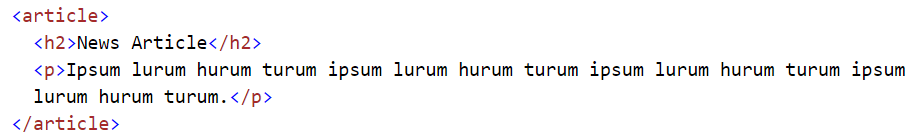 <article>
<h2>News Article</h2>
<p>Ipsum lurum hurum turum ipsum lurum hurum turum ipsum lurum hurum turum ipsum
lurum hurum turum.</p>
</article>